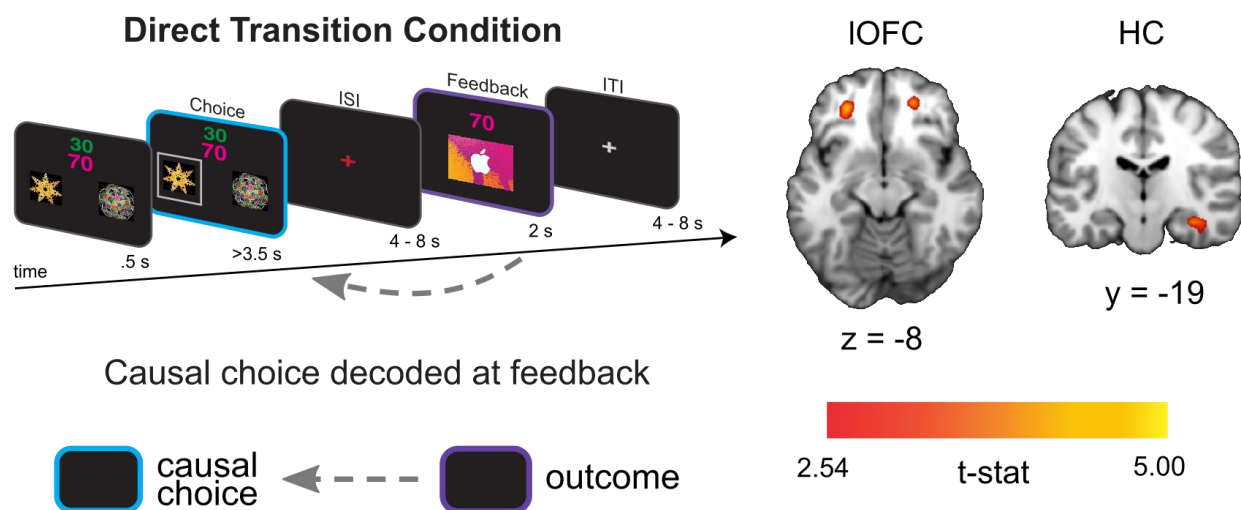 Direct Transition Condition
30
70
.5 s
Choice
30
70
>3.5 s
ISI
4 - 8 s
Feedback
70
2 s
ITI
4 - 8 s
time
Causal choice decoded at feedback
causal
choice
outcome
lOFC
z = -8
HC
y = -19
2.54
t-stat
5.00